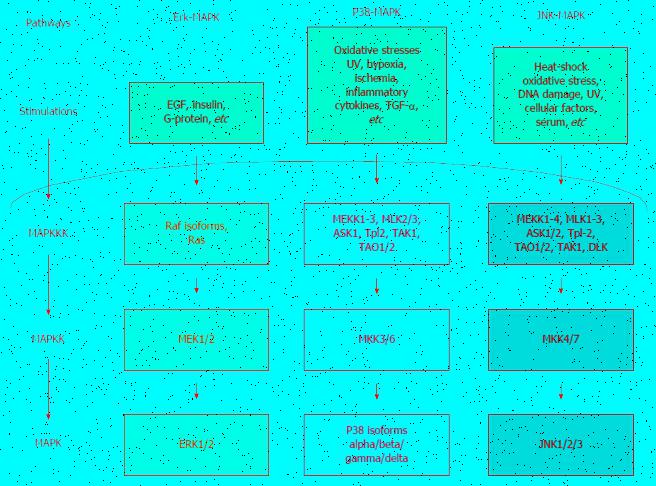 Pathways
Erk-MAPK
P38-MAPK
JNK-MAPK
Stimulations
EGF, insulin,
G-protein, etc
Oxidative stresses
UV, hypoxia,
ischemia,
inflammatory
cytokines, TGF-α,
etc
Heat-shock
oxidative stress,
DNA damage, UV,
cellular factors,
serum, etc
MAPKKK
Raf isoforms,
Ras
MEKK1-3, MLK2/3,
ASK1, Tpl2, TAK1,
TAO1/2
MEKK1-4, MLK1-3,
ASK1/2, Tpl-2,
TAO1/2, TAK1, DLK
MAPKK
MEK1/2
MKK3/6
MKK4/7
MAPK
ERK1/2
P38 isoforms
alpha/beta/
gamma/delta
JNK1/2/3